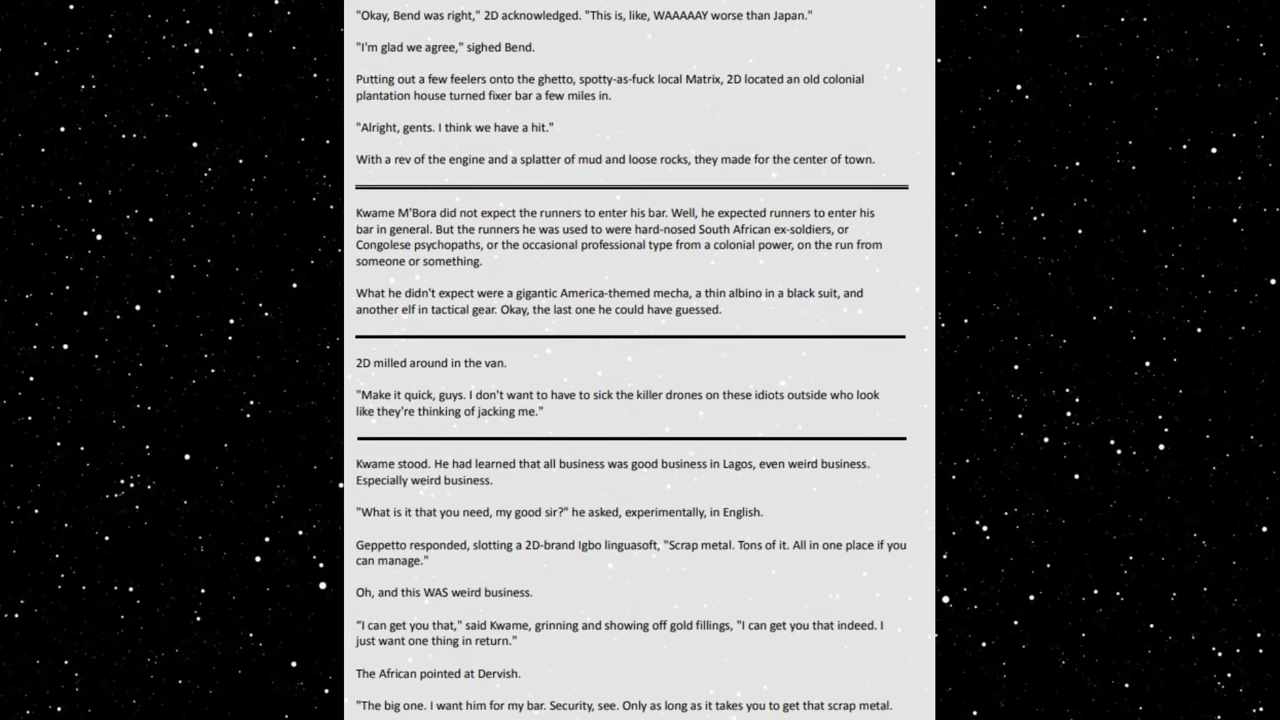 "Okay, Bend was right," 2D acknowledged. "This is, like, WAAAAAY worse than Japan."
"I'm glad we agree," sighed Bend.
Putting out a few feelers onto the ghetto, spotty-as-fuck local Matrix, 2D located an old colonial
plantation house turned fixer bar a few miles in.
"Alright, gents. I think we have a hit."
With a rev of the engine and a splatter of mud and loose rocks, they made for the center of town.
Kwame M'Bora did not expect the runners to enter his bar. Well, he expected runners to enter his
bar in general. But the runners he was used to were hard-nosed South African ex-soldiers, or
Congolese psychopaths, or the occasional professional type from a colonial power, on the run from
someone or something.
What he didn't expect were a gigantic America-themed mecha, a thin albino in a black suit, and
another elf in tactical gear. Okay, the last one he could have guessed.
2D milled around in the van.
"Make it quick, guys. I don't want to have to sick the killer drones on these idiots outside who look
like they're thinking of jacking me."
Kwame stood. He had learned that all business was good business in Lagos, even weird business.
Especially weird business.
"What is it that you need, my good sir?" he asked, experimentally, in English.
Geppetto responded, slotting a 2D-brand Igbo linguasoft, "Scrap metal. Tons of it. All in one place if you
can manage."
Oh, and this WAS weird business.
"I can get you that," said Kwame, grinning and showing off gold fillings, "I can get you that indeed. I
just want one thing in return."
The African pointed at Dervish.
"The big one. I want him for my bar. Security, see. Only as long as it takes you to get that scrap metal.